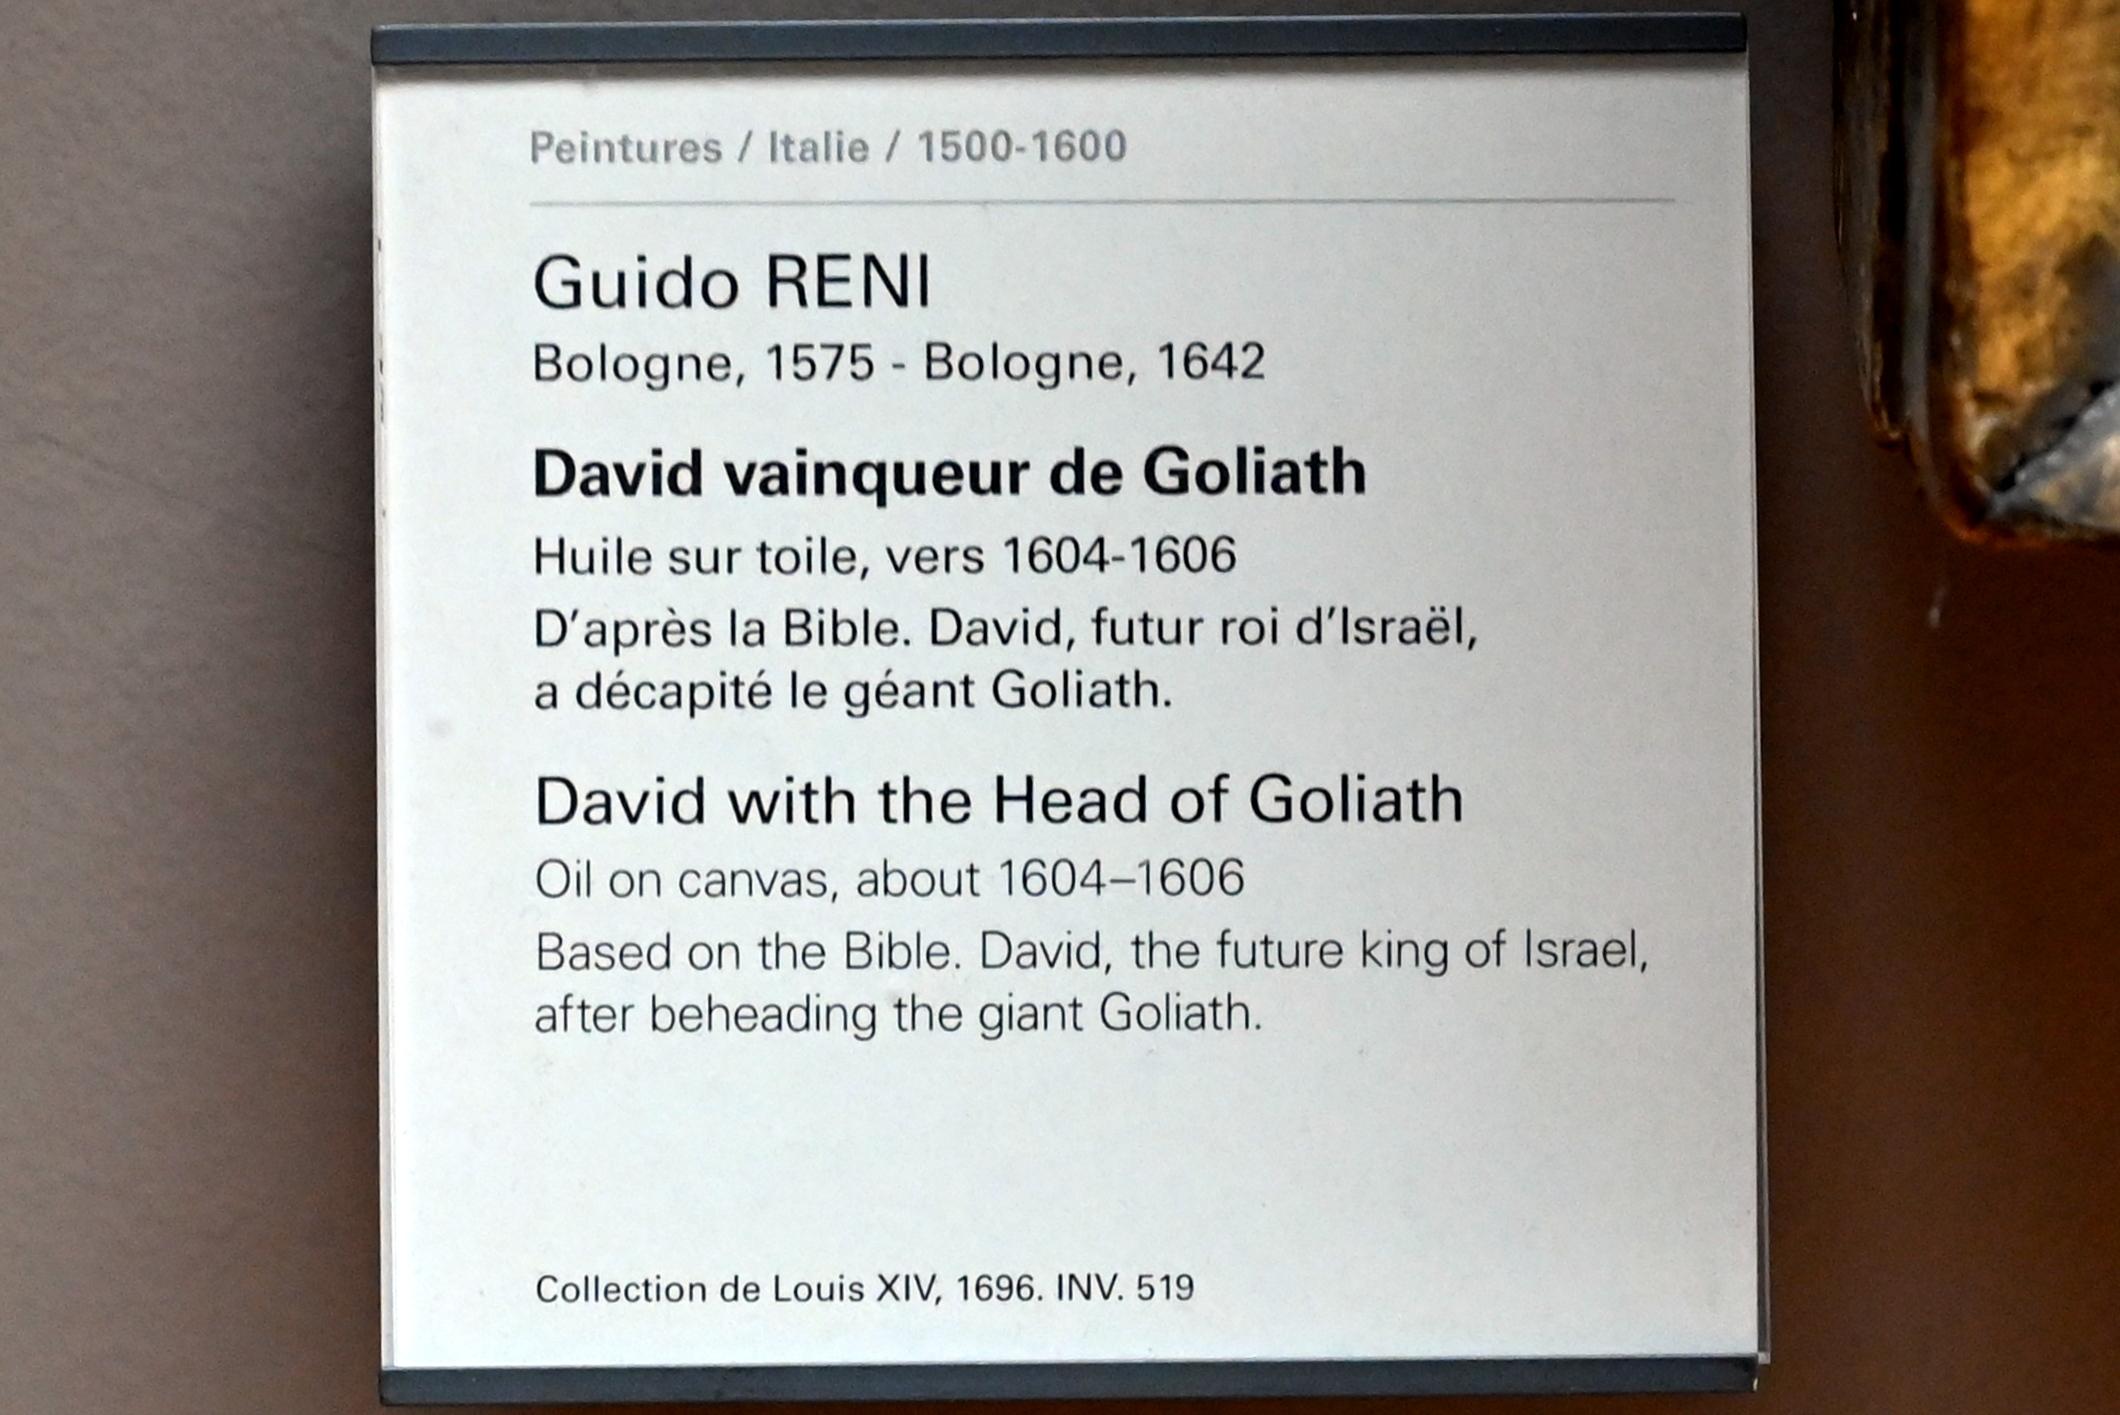 Peintures / Italie / 1500-1600
Guido RENI
Bologne, 1575 - Bologne, 1642
David vainqueur de Goliath
Huile sur toile, vers 1604-1606
D’après la Bible. David, futur roi d’Israël,
a décapité le géant Goliath.
David with the Head of Goliath
Oil on canvas, about 1604–1606
Based on the Bible. David, the future king of Israel,
after beheading the giant Goliath.
Collection de Louis XIV, 1696. INV. 519